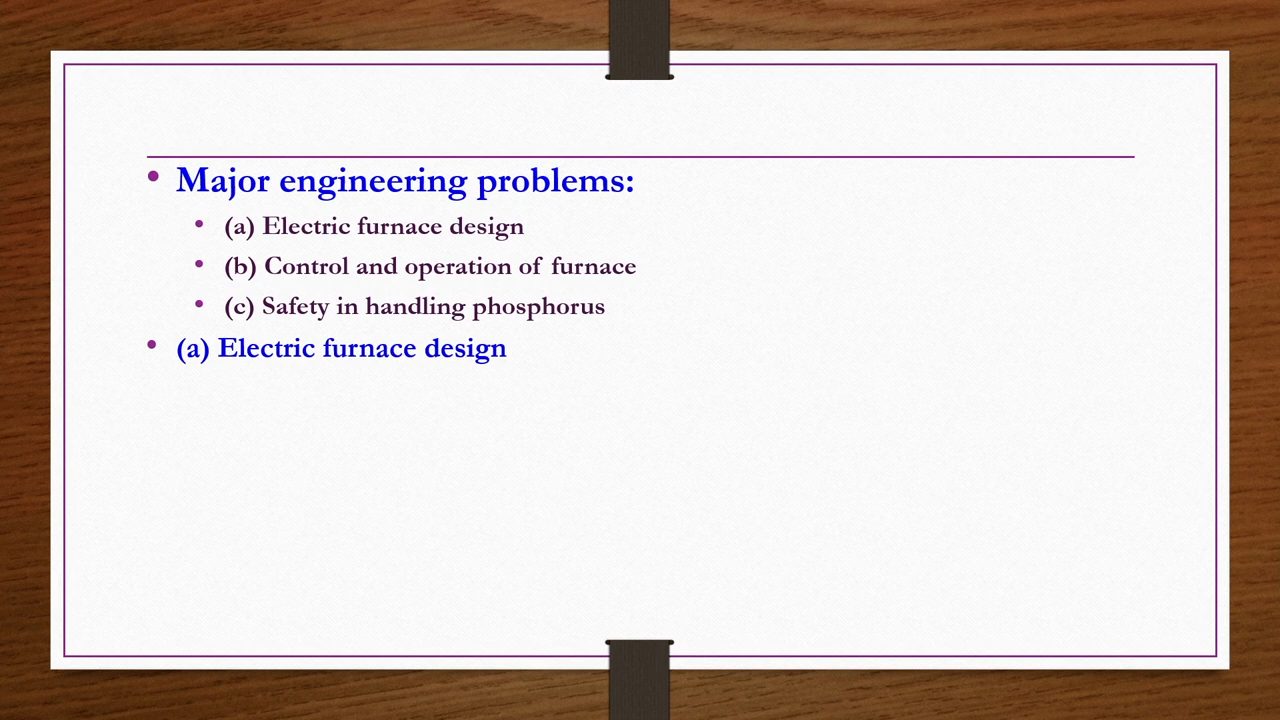 • Major engineering problems:
• (a) Electric furnace design
• (b) Control and operation of furnace
• (c) Safety in handling phosphorus
• (a) Electric furnace design